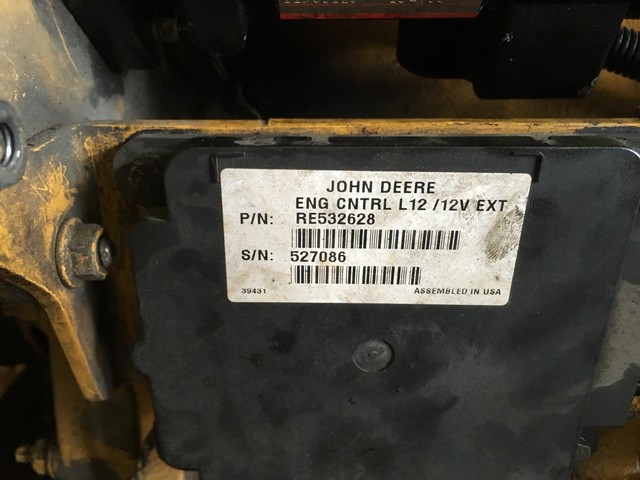 JOHN DEERE
ENG CNTRL L12 /12V EXT
P/N: RE532628
S/N: 527086
39431 ASSEMBLED IN USA